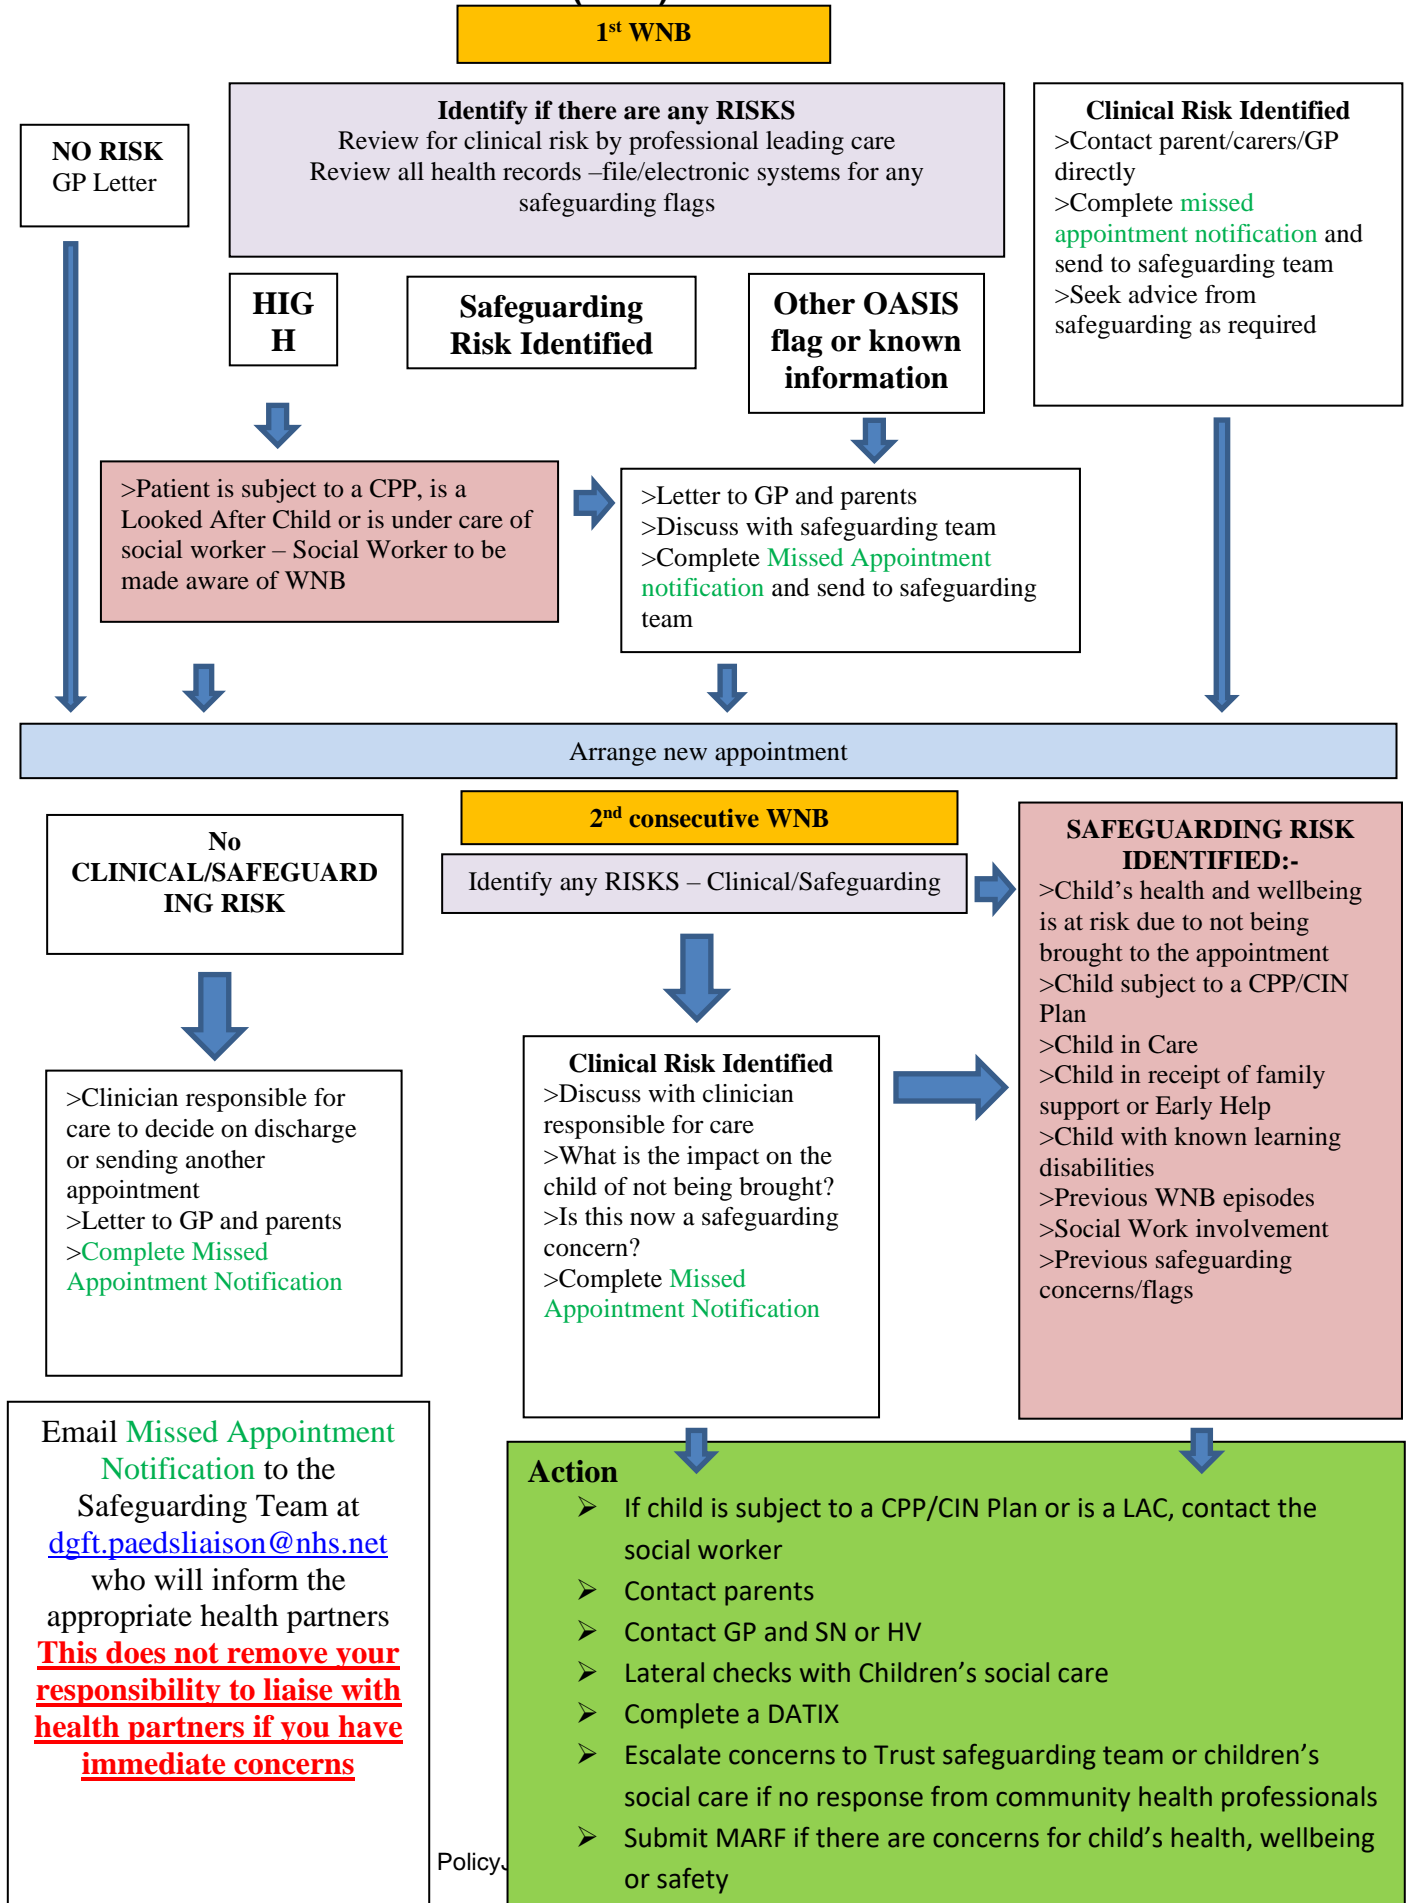 1st WNB
NO RISK
GP Letter
Identify if there are any RISKS
Review for clinical risk by professional leading care
Review all health records –file/electronic systems for any
safeguarding flags
Clinical Risk Identified
>Contact parent/carers/GP
directly
>Complete missed
appointment notification and
send to safeguarding team
>Seek advice from
safeguarding as required
HIG
H
Safeguarding
Risk Identified
Other OASIS
flag or known
information
>Patient is subject to a CPP, is a
Looked After Child or is under care of
social worker – Social Worker to be
made aware of WNB
>Letter to GP and parents
>Discuss with safeguarding team
>Complete Missed Appointment
notification and send to safeguarding
team
Arrange new appointment
2nd consecutive WNB
No
CLINICAL/SAFEGUARD
ING RISK
Identify any RISKS – Clinical/Safeguarding
SAFEGUARDING RISK
IDENTIFIED:-
>Child’s health and wellbeing
is at risk due to not being
brought to the appointment
>Child subject to a CPP/CIN
Plan
>Child in Care
>Child in receipt of family
support or Early Help
>Child with known learning
disabilities
>Previous WNB episodes
>Social Work involvement
>Previous safeguarding
concerns/flags
>Clinician responsible for
care to decide on discharge
or sending another
appointment
>Letter to GP and parents
>Complete Missed
Appointment Notification
Clinical Risk Identified
>Discuss with clinician
responsible for care
>What is the impact on the
child of not being brought?
>Is this now a safeguarding
concern?
>Complete Missed
Appointment Notification
Email Missed Appointment
Notification to the
Safeguarding Team at
dgft.paedsliaison@nhs.net
who will inform the
appropriate health partners
This does not remove your
responsibility to liaise with
health partners if you have
immediate concerns
Action
➢ If child is subject to a CPP/CIN Plan or is a LAC, contact the
social worker
➢ Contact parents
➢ Contact GP and SN or HV
➢ Lateral checks with Children’s social care
➢ Complete a DATIX
➢ Escalate concerns to Trust safeguarding team or children’s
social care if no response from community health professionals
➢ Submit MARF if there are concerns for child’s health, wellbeing
or safety
Policy